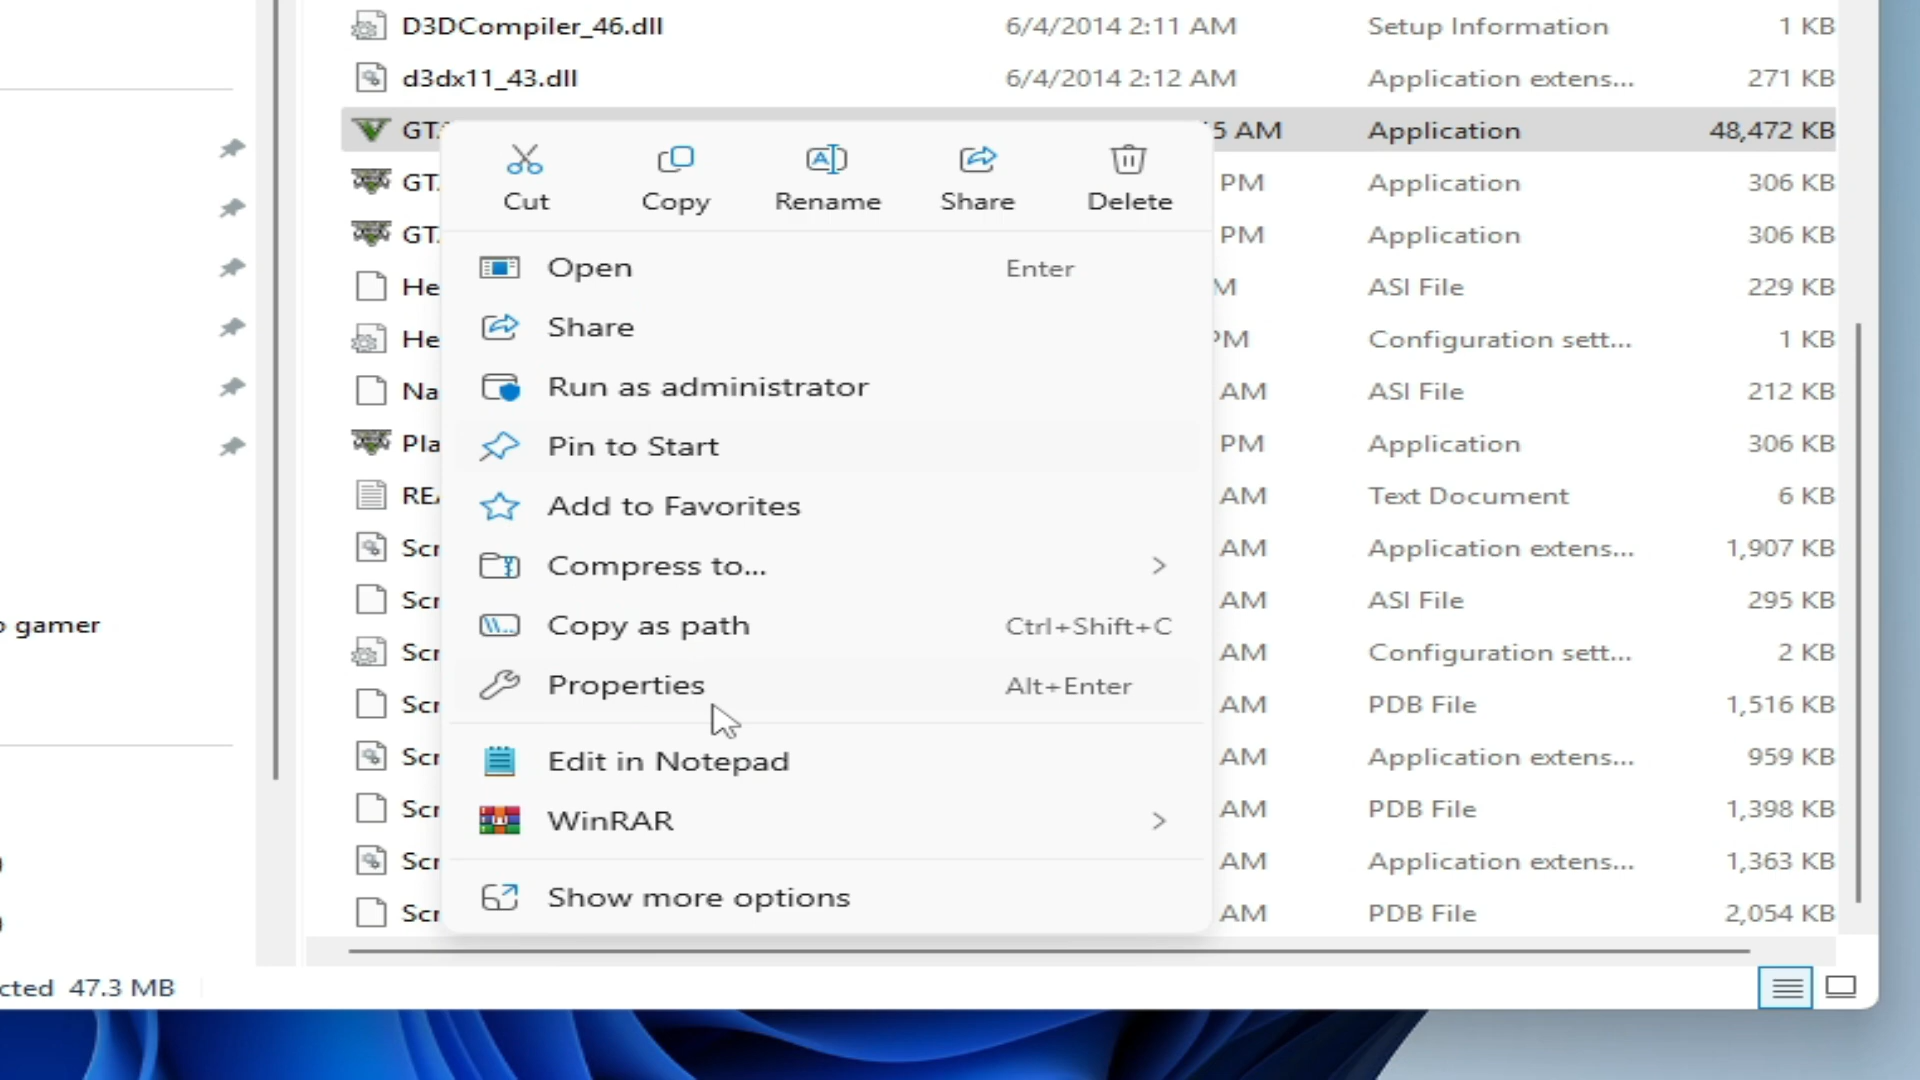 D3DCompiler_46.dll 6/4/2014 2:11 AM Setup Information 1 KB
d3dx11_43.dll 6/4/2014 2:12 AM Application extens... 271 KB
GT 5 AM Application 48,472 KB
Cut Copy Rename Share Delete
GT PM Application 306 KB
GT PM Application 306 KB
Open Enter
He M ASI File 229 KB
Share
He PM Configuration sett... 1 KB
Run as administrator
Na AM ASI File 212 KB
Pin to Start
Pla PM Application 306 KB
Add to Favorites
RE AM Text Document 6 KB
Compress to...
Scr AM Application extens... 1,907 KB
Scr AM ASI File 295 KB
gamer
Copy as path Ctrl+Shift+C
Scr AM Configuration sett... 2 KB
Properties Alt+Enter
Scr AM PDB File 1,516 KB
Edit in Notepad
Scr AM Application extens... 959 KB
Scr AM PDB File 1,398 KB
WinRAR
Scr AM Application extens... 1,363 KB
Show more options
Scr AM PDB File 2,054 KB
cted 47.3 MB